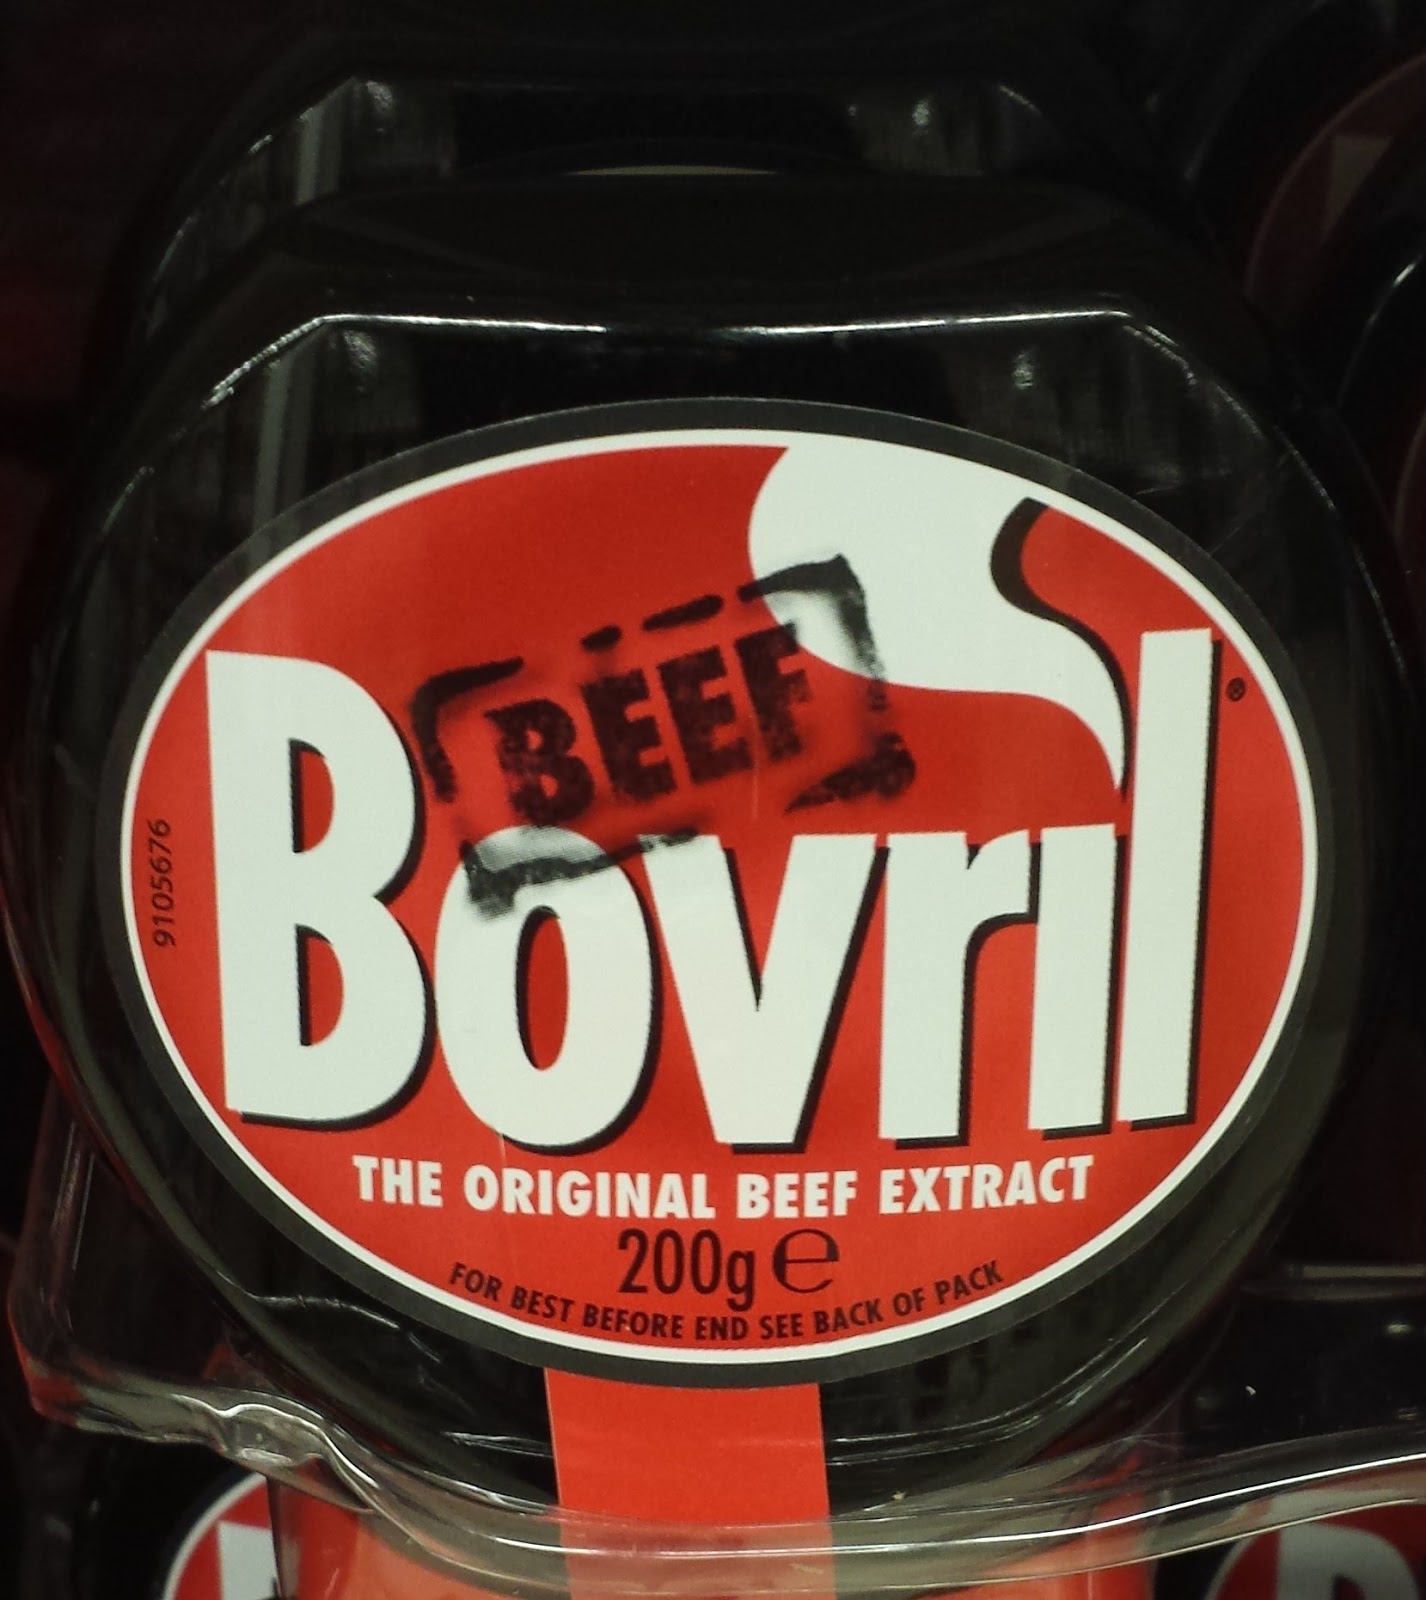 BEEF
Bovril®
9105676
THE ORIGINAL BEEF EXTRACT
200g ℮
FOR BEST BEFORE END SEE BACK OF PACK